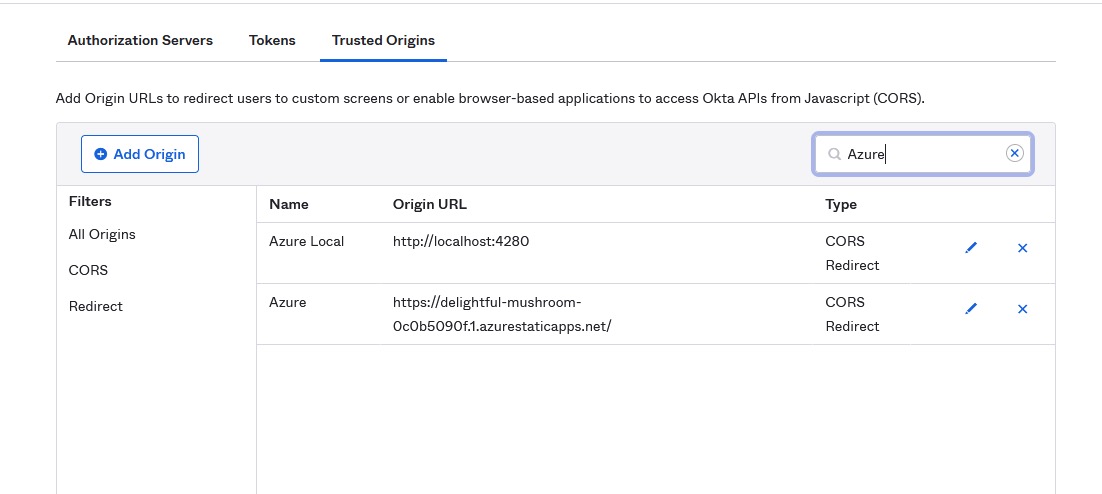 Authorization Servers Tokens Trusted Origins
Add Origin URLs to redirect users to custom screens or enable browser-based applications to access Okta APIs from Javascript (CORS).
Add Origin Azure
Filters
All Origins
CORS
Redirect
Name Origin URL Type
Azure Local http://localhost:4280 CORS
Redirect
Azure https://delightful-mushroom- CORS
0c0b5090f.1.azurestaticapps.net/ Redirect